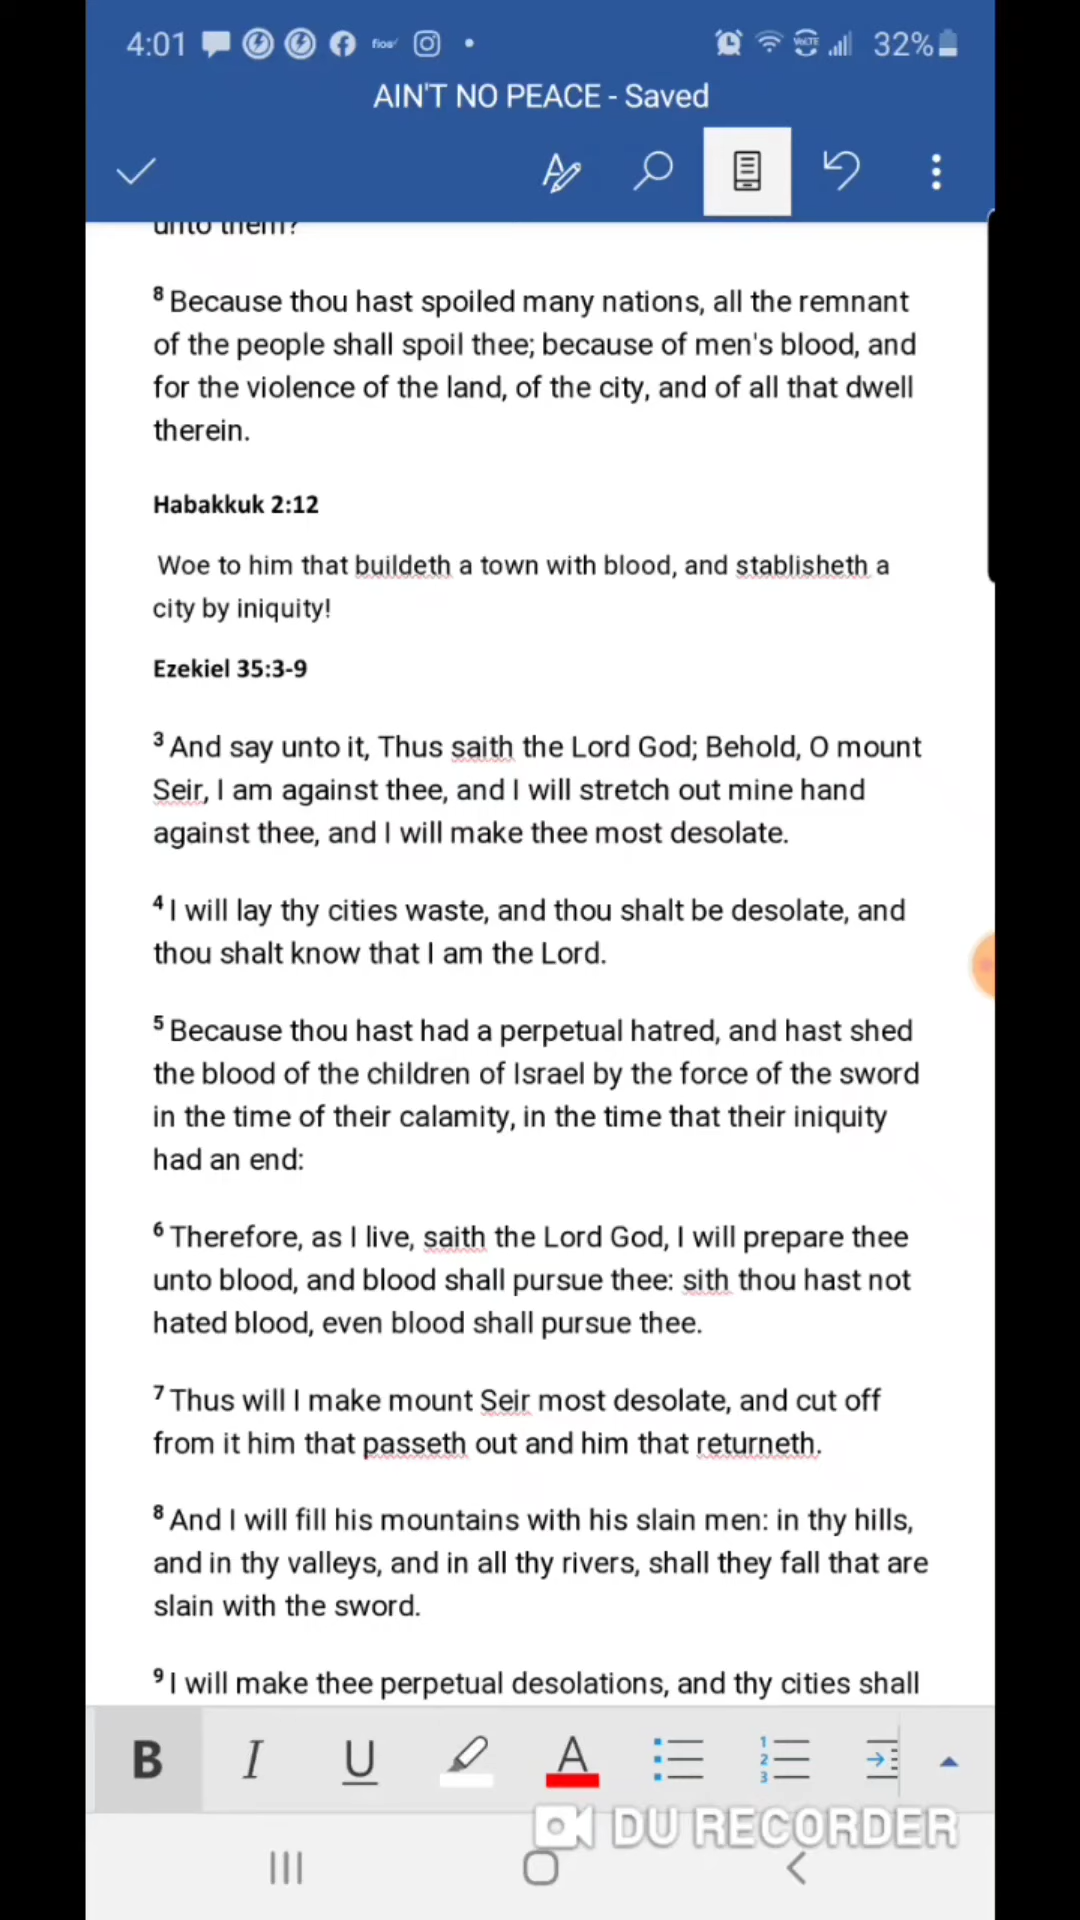 4:01 fios VoLTE 32%
AIN'T NO PEACE - Saved
unto them?
8 Because thou hast spoiled many nations, all the remnant
of the people shall spoil thee; because of men's blood, and
for the violence of the land, of the city, and of all that dwell
therein.
Habakkuk 2:12
Woe to him that buildeth a town with blood, and stablisheth a
city by iniquity!
Ezekiel 35:3-9
3 And say unto it, Thus saith the Lord God; Behold, O mount
Seir, I am against thee, and I will stretch out mine hand
against thee, and I will make thee most desolate.
4 I will lay thy cities waste, and thou shalt be desolate, and
thou shalt know that I am the Lord.
5 Because thou hast had a perpetual hatred, and hast shed
the blood of the children of Israel by the force of the sword
in the time of their calamity, in the time that their iniquity
had an end:
6 Therefore, as I live, saith the Lord God, I will prepare thee
unto blood, and blood shall pursue thee: sith thou hast not
hated blood, even blood shall pursue thee.
7 Thus will I make mount Seir most desolate, and cut off
from it him that passeth out and him that returneth.
8 And I will fill his mountains with his slain men: in thy hills,
and in thy valleys, and in all thy rivers, shall they fall that are
slain with the sword.
9 I will make thee perpetual desolations, and thy cities shall
B I U A 1 2 3
DU RECORDER